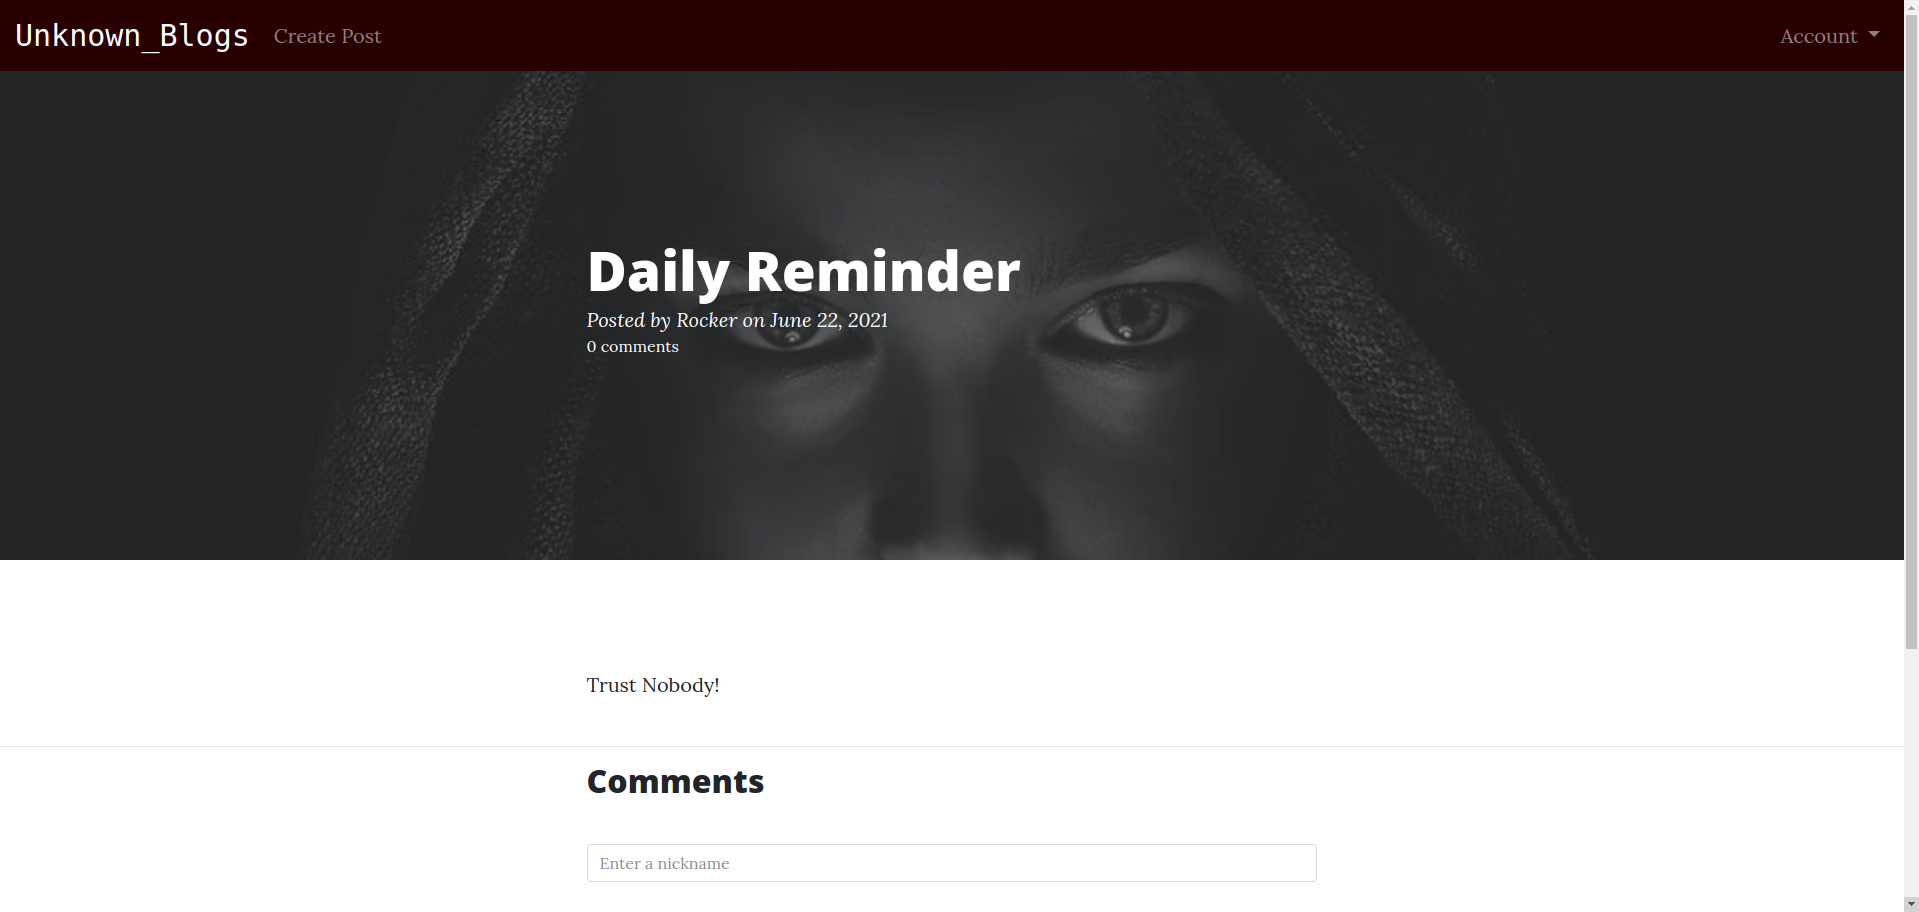 Unknown_Blogs Create Post Account
Daily Reminder
Posted by Rocker on June 22, 2021
0 comments
Trust Nobody!
Comments
Enter a nickname